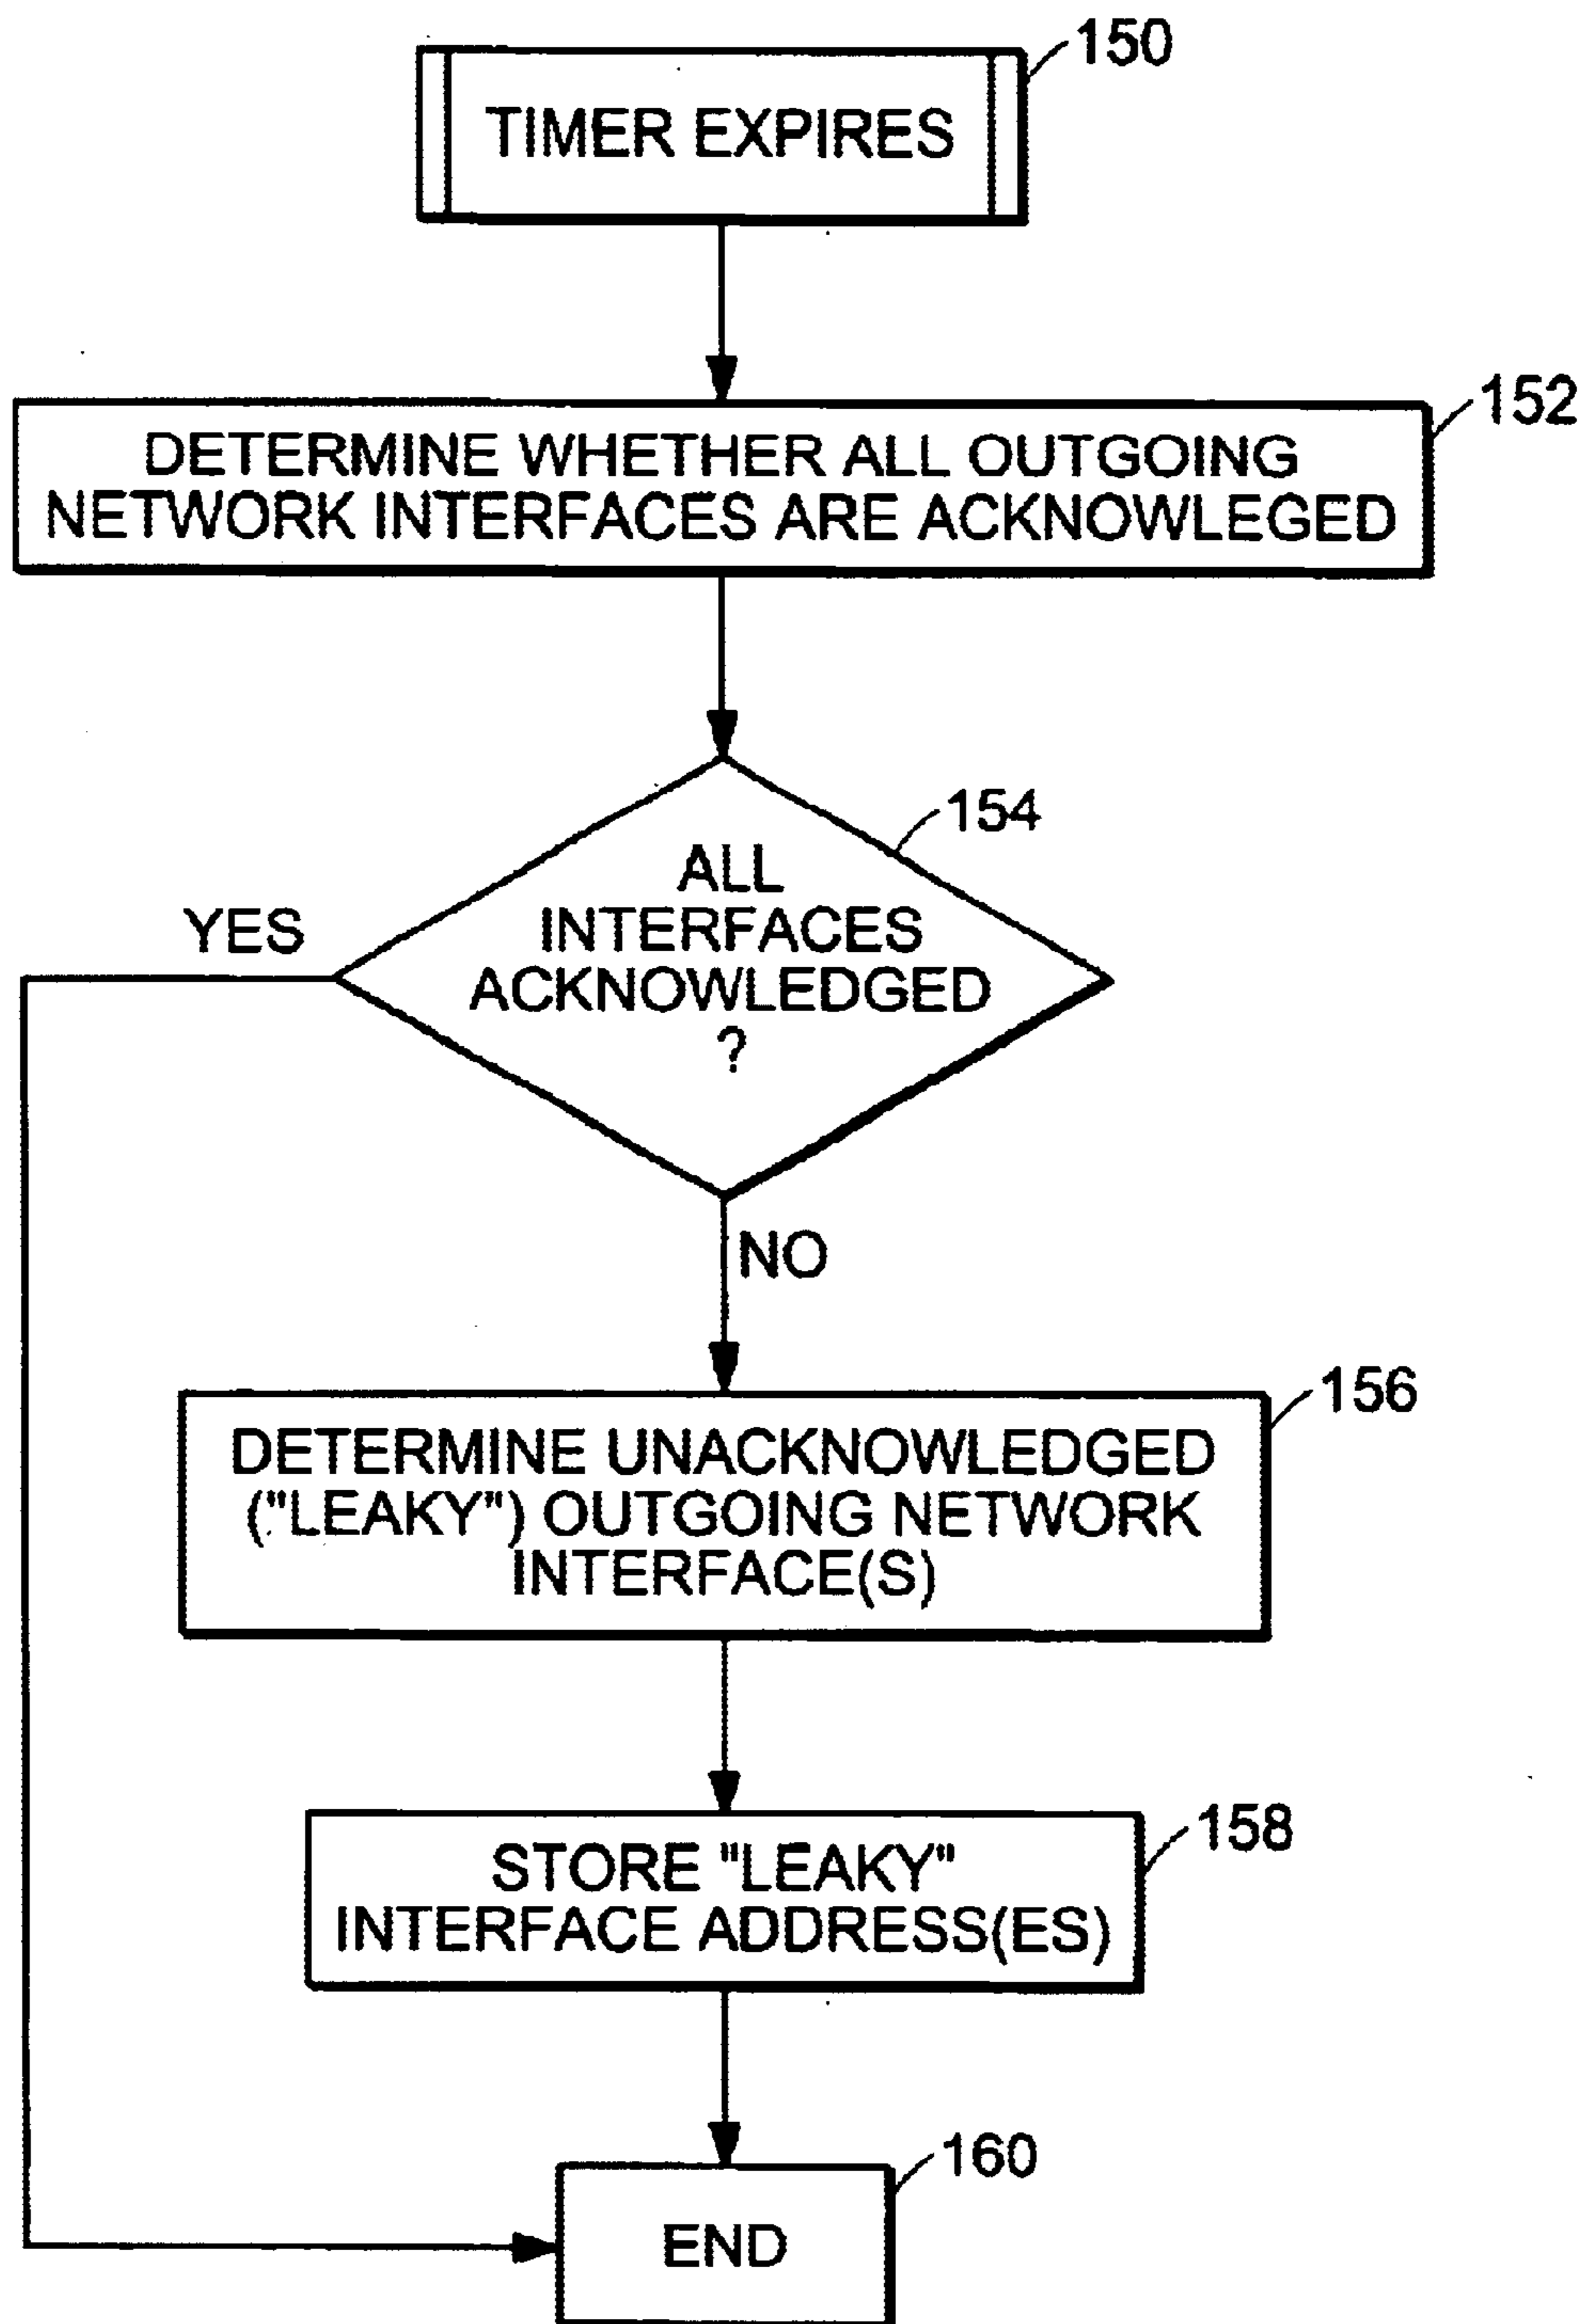 150
TIMER EXPIRES
152
DETERMINE WHETHER ALL OUTGOING
NETWORK INTERFACES ARE ACKNOWLEGED
154
ALL
INTERFACES
ACKNOWLEDGED
?
YES
NO
156
DETERMINE UNACKNOWLEDGED
("LEAKY") OUTGOING NETWORK
INTERFACE(S)
158
STORE "LEAKY"
INTERFACE ADDRESS(ES)
160
END